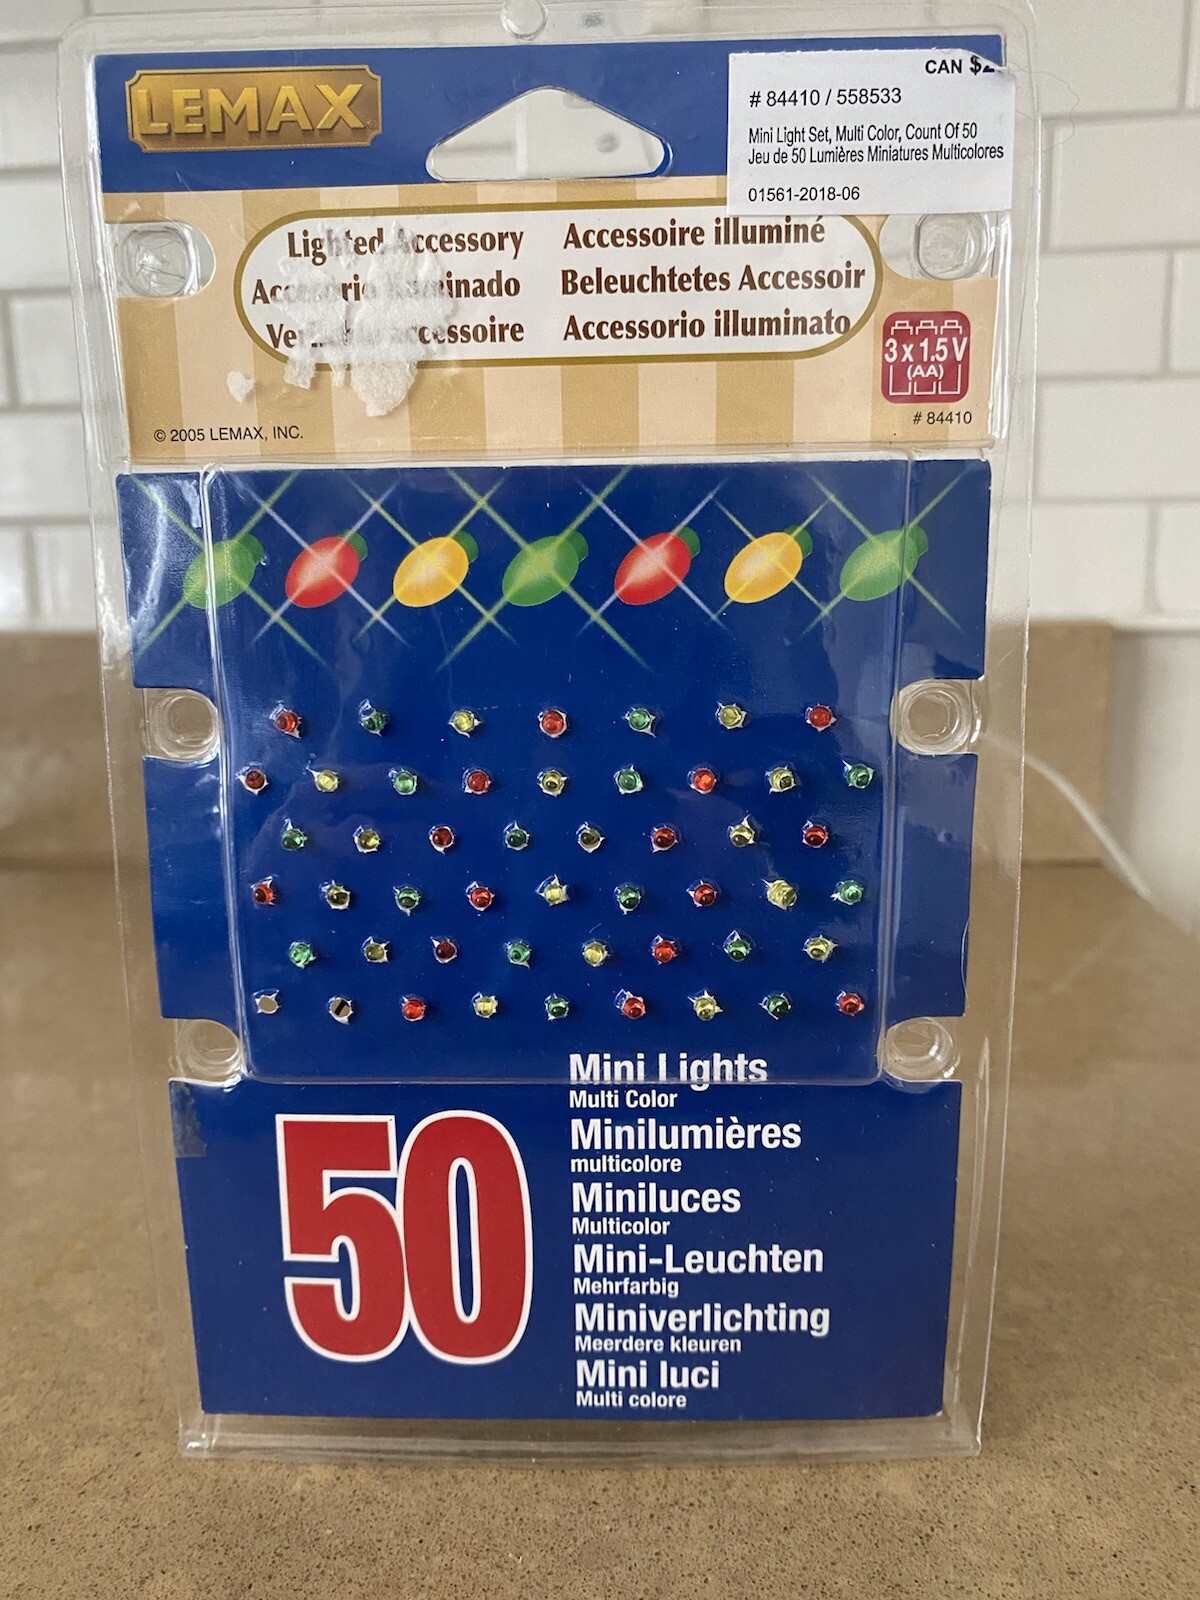 LEMAX
CAN
# 84410 / 558533
Mini Light Set, Multi Color, Count Of 50
Jeu de 50 Lumières Miniatures Multicolores
01561-2018-06
Lighted Accessory
Accessoire illuminé
Beleuchtetes Accessoir
Accessorio illuminato
3 x 1.5 V
(AA)
# 84410
© 2005 LEMAX, INC.
50
Mini Lights
Multi Color
Minilumières
multicolore
Miniluces
Multicolor
Mini-Leuchten
Mehrfarbig
Miniverlichting
Meerdere kleuren
Mini luci
Multi colore